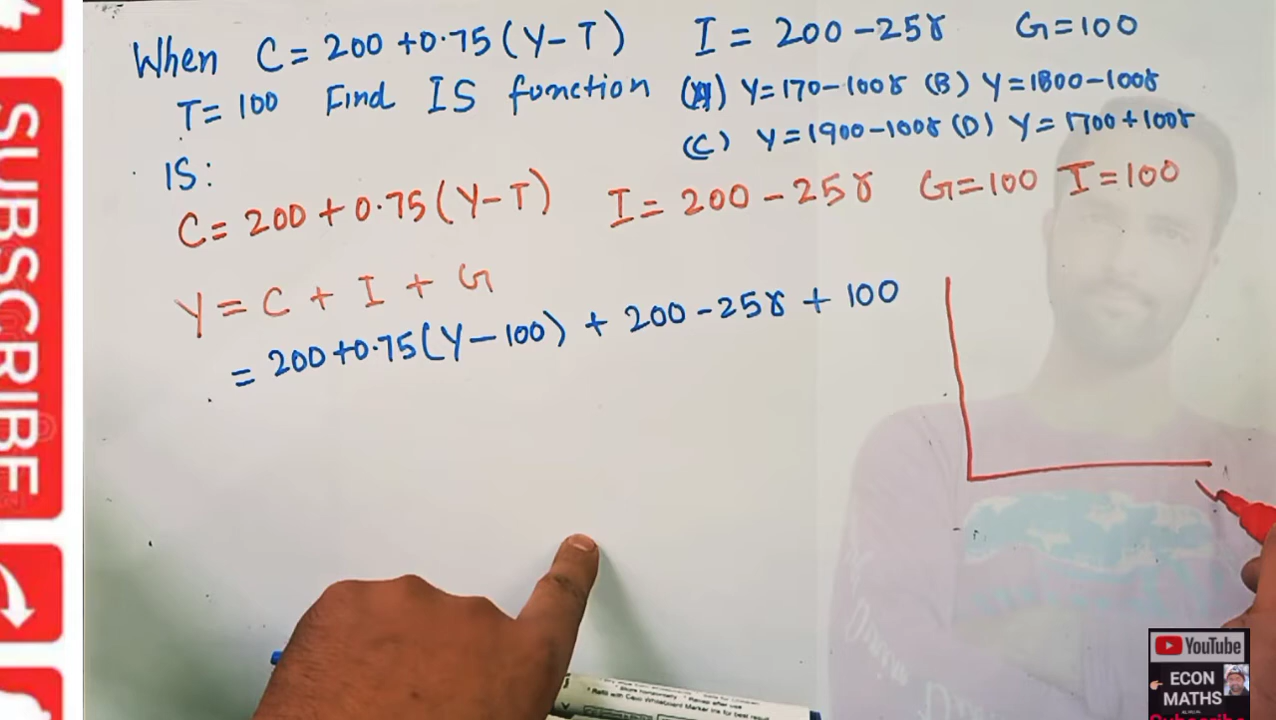 When C = 200 + 0.75 (Y - T) I = 200 - 25r G = 100
T = 100 Find IS function (A) Y = 170 - 100r (B) Y = 1800 - 100r
(C) Y = 1900 - 100r (D) Y = 1700 + 100r
IS:
C = 200 + 0.75 (Y - T) I = 200 - 25r G = 100 I = 100
Y = C + I + G
= 200 + 0.75 (Y - 100) + 200 - 25r + 100
SUBSCRIBE
YouTube
ECON
MATHS
Subscribe